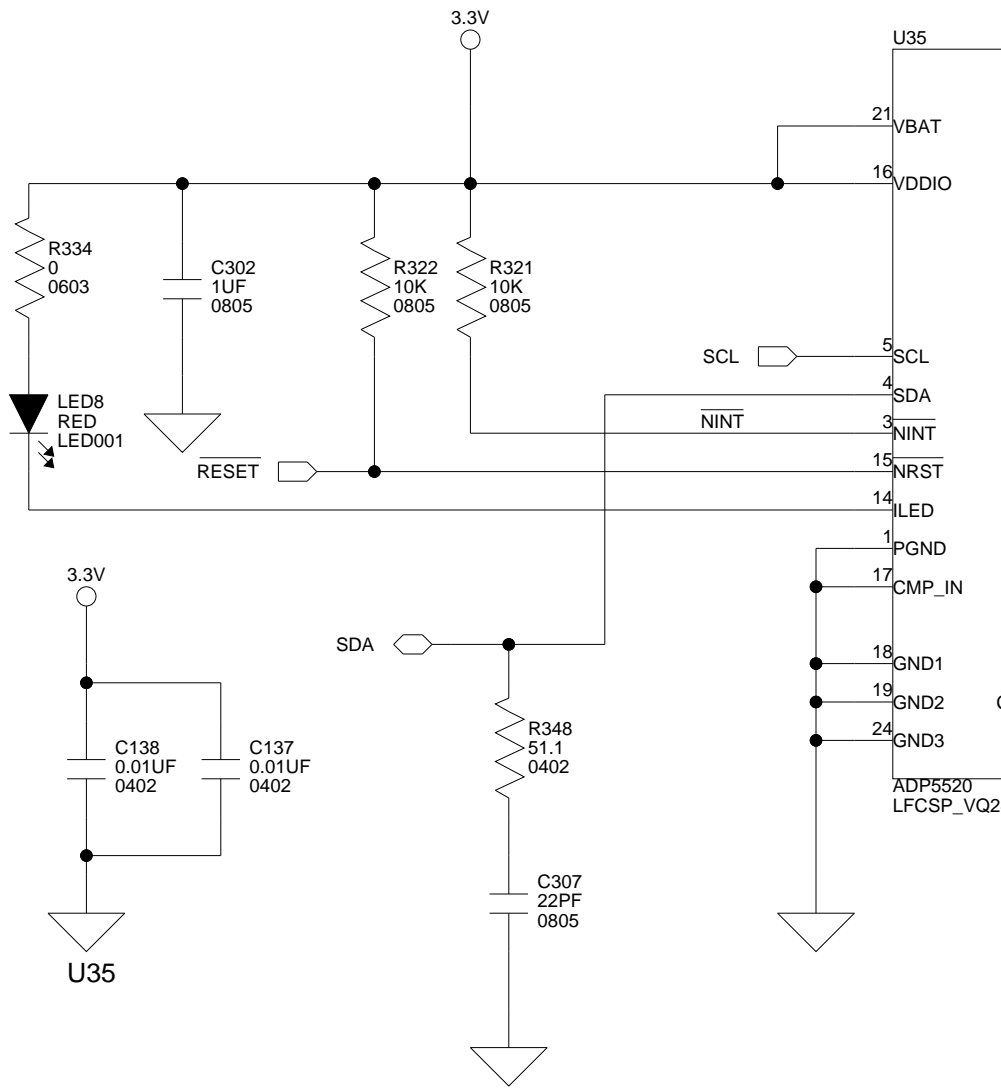 3.3V
U35
21
VBAT
16
VDDIO
R334
0
0603
C302
1UF
0805
R322
10K
0805
R321
10K
0805
SCL
5
SCL
4
SDA
LED8
RED
LED001
NINT
3
NINT
RESET
15
NRST
14
ILED
1
PGND
3.3V
17
CMP_IN
SDA
18
GND1
19
GND2
24
GND3
R348
51.1
0402
C138
0.01UF
0402
C137
0.01UF
0402
ADP5520
LFCSP_VQ2
C307
22PF
0805
U35